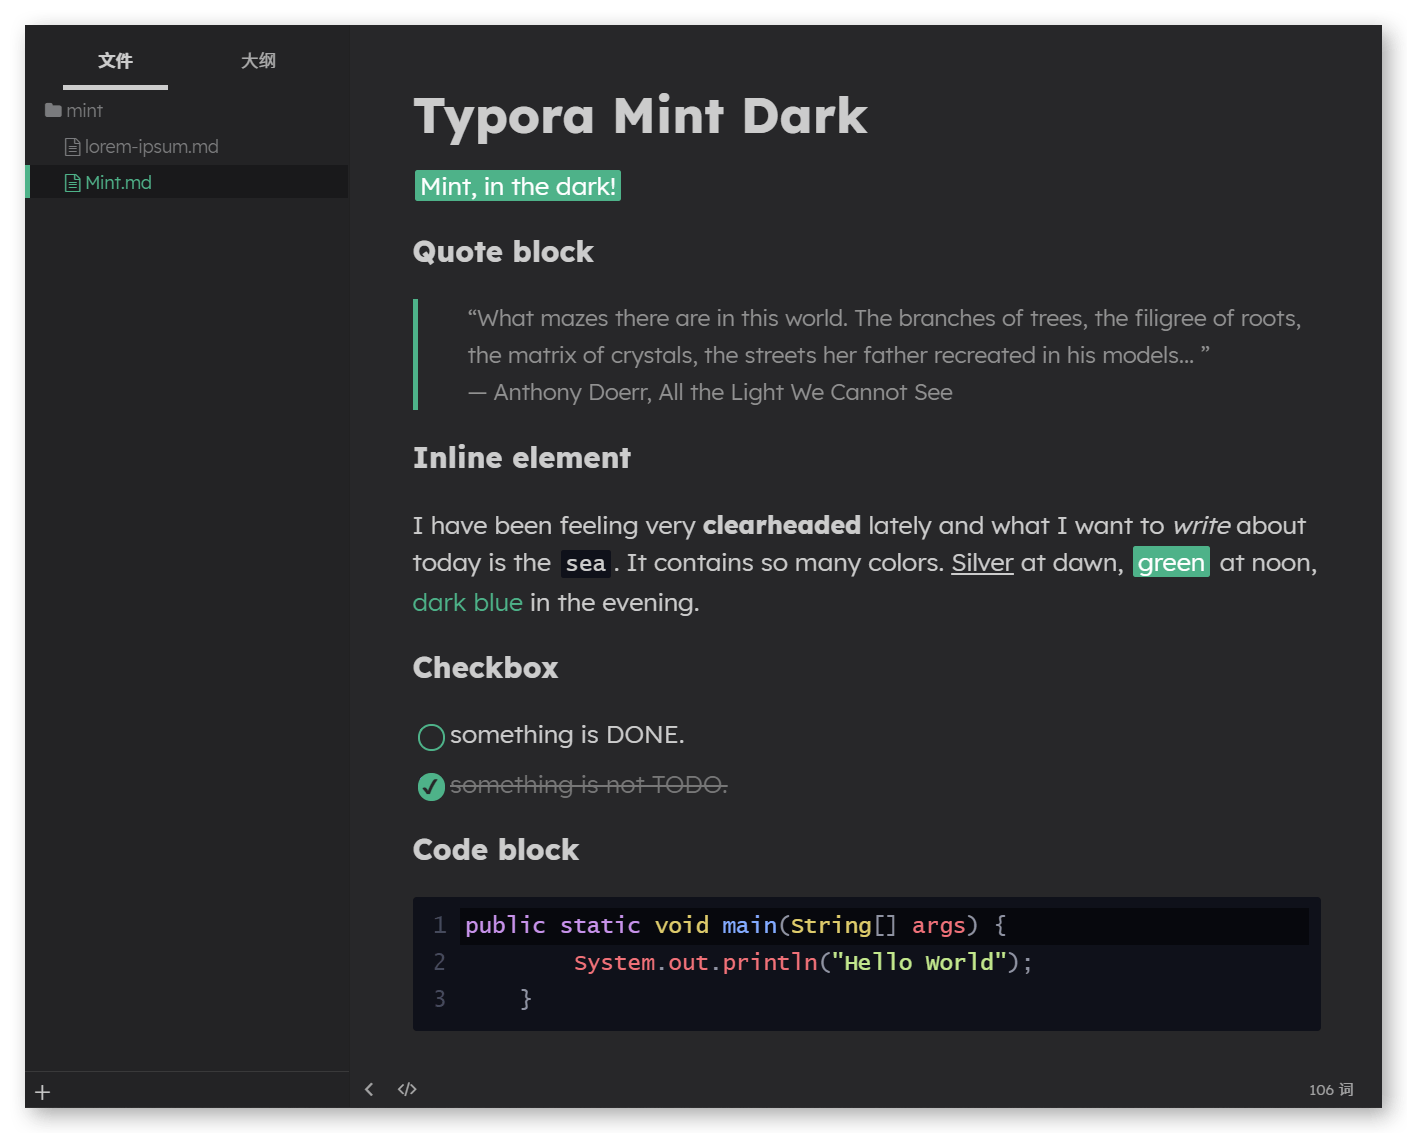 文件 大纲
mint
lorem-ipsum.md
Mint.md
Typora Mint Dark
Mint, in the dark!
Quote block
“What mazes there are in this world. The branches of trees, the filigree of roots,
the matrix of crystals, the streets her father recreated in his models... ”
— Anthony Doerr, All the Light We Cannot See
Inline element
I have been feeling very clearheaded lately and what I want to write about
today is the sea. It contains so many colors. Silver at dawn, green at noon,
dark blue in the evening.
Checkbox
something is DONE.
something is not TODO.
Code block
1 public static void main(String[] args) {
2         System.out.println("Hello World");
3     }
+ < </> 106 词